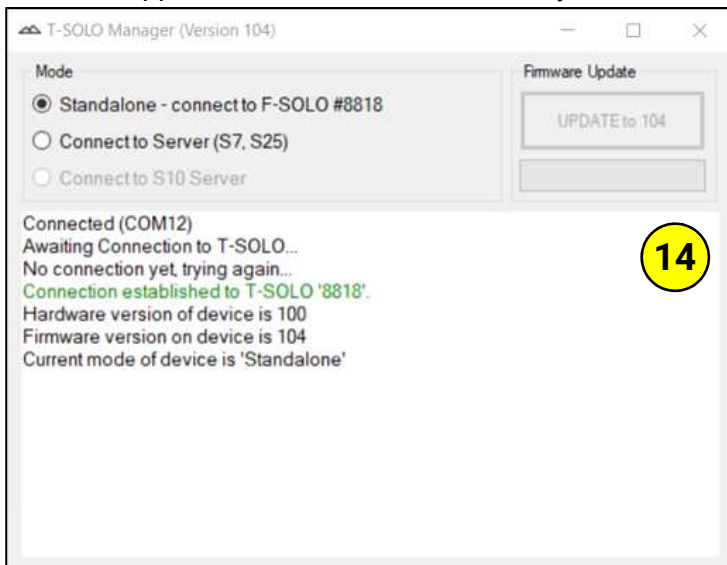 T-SOLO Manager (Version 104)
Mode
Firmware Update
Standalone - connect to F-SOLO #8818
UPDATE to 104
Connect to Server (S7, S25)
Connect to S10 Server
Connected (COM12)
Awaiting Connection to T-SOLO...
No connection yet, trying again...
Connection established to T-SOLO '8818'.
Hardware version of device is 100
Firmware version on device is 104
Current mode of device is 'Standalone'
14